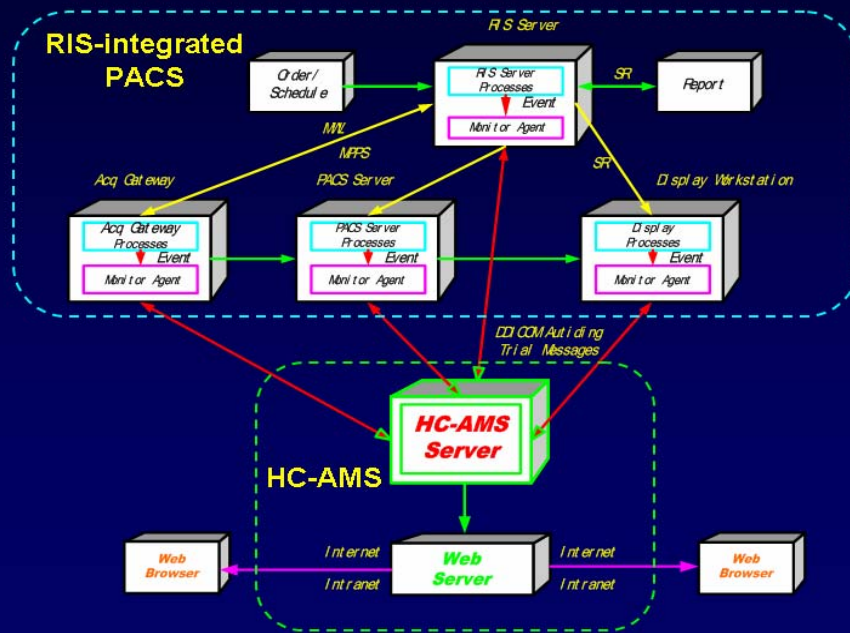 RIS Server
RIS-integrated
PACS
Order/
Schedule
RIS Server
Processes
Event
Monitor Agent
SR
Report
MWL
MPPS
SR
Acq Gateway
PACS Server
Display Workstation
Acq Gateway
Processes
Event
Monitor Agent
PACS Server
Processes
Event
Monitor Agent
Display
Processes
Event
Monitor Agent
DDICOM Autiding
Trial Messages
HC-AMS
Server
HC-AMS
Web
Browser
Internet
Intranet
Web
Server
Internet
Intranet
Web
Browser